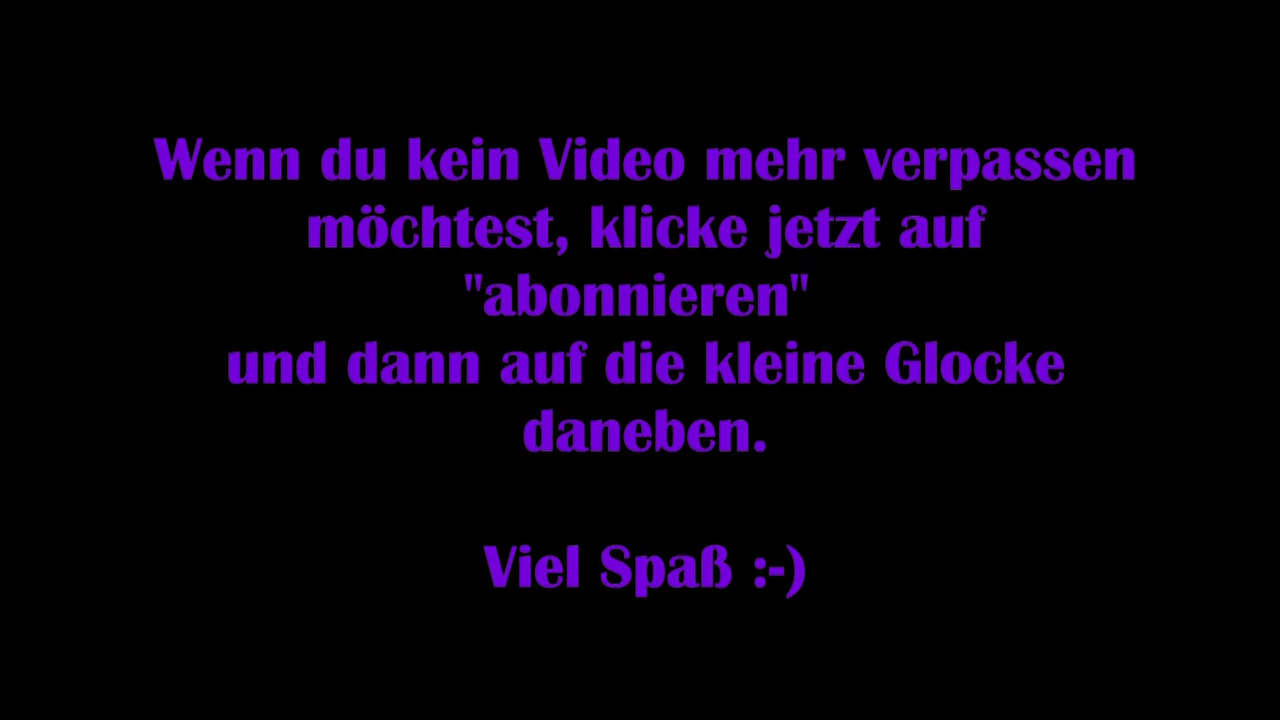 Wenn du kein Video mehr verpassen
möchtest, klicke jetzt auf
"abonnieren"
und dann auf die kleine Glocke
daneben.
Viel Spaß :-)